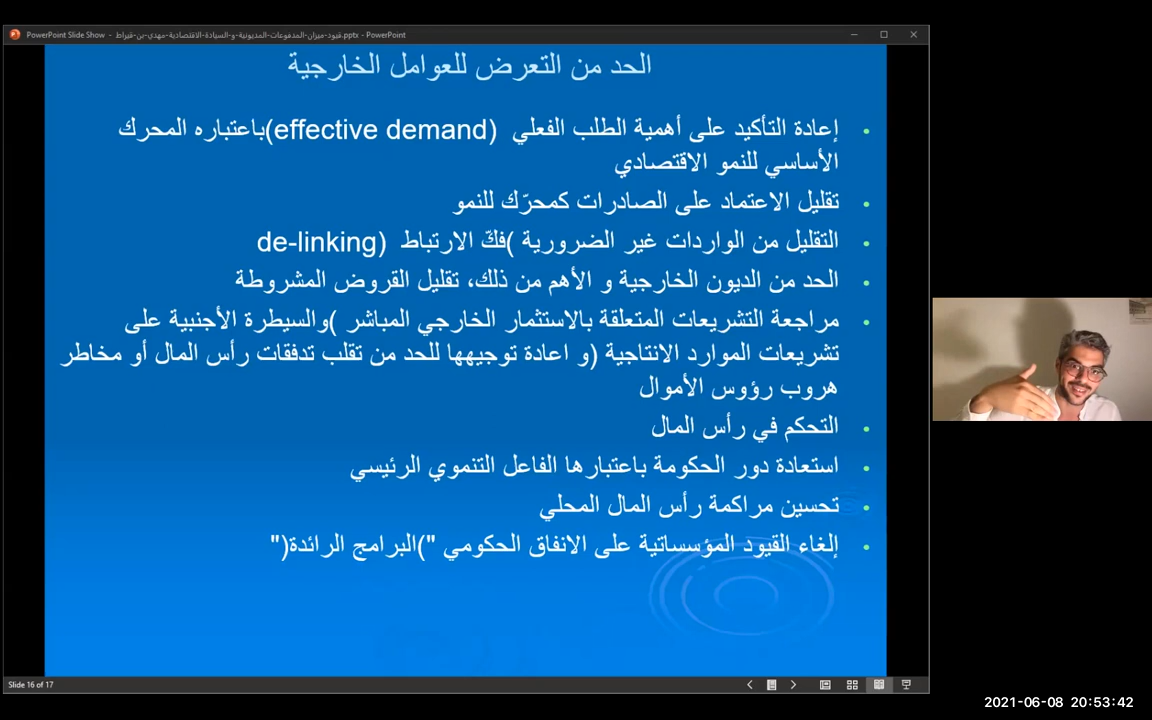 PowerPoint Slide Show - قيود-ميزان-المدفوعات-المديونية-و-السيادة-الاقتصادية-مهدي-بن-قيراط.pptx - PowerPoint
الحد من التعرض للعوامل الخارجية
إعادة التأكيد على أهمية الطلب الفعلي (effective demand)باعتباره المحرك
الأساسي للنمو الاقتصادي
تقليل الاعتماد على الصادرات كمحرّك للنمو
التقليل من الواردات غير الضرورية )فكّ الارتباط (de-linking
الحد من الديون الخارجية و الأهم من ذلك، تقليل القروض المشروطة
مراجعة التشريعات المتعلقة بالاستثمار الخارجي المباشر )والسيطرة الأجنبية على
تشريعات الموارد الانتاجية (و اعادة توجيهها للحد من تقلب تدفقات رأس المال أو مخاطر
هروب رؤوس الأموال
التحكم في رأس المال
استعادة دور الحكومة باعتبارها الفاعل التنموي الرئيسي
تحسين مراكمة رأس المال المحلي
إلغاء القيود المؤسساتية على الانفاق الحكومي ")البرامج الرائدة("
Slide 16 of 17
2021-06-08 20:53:42